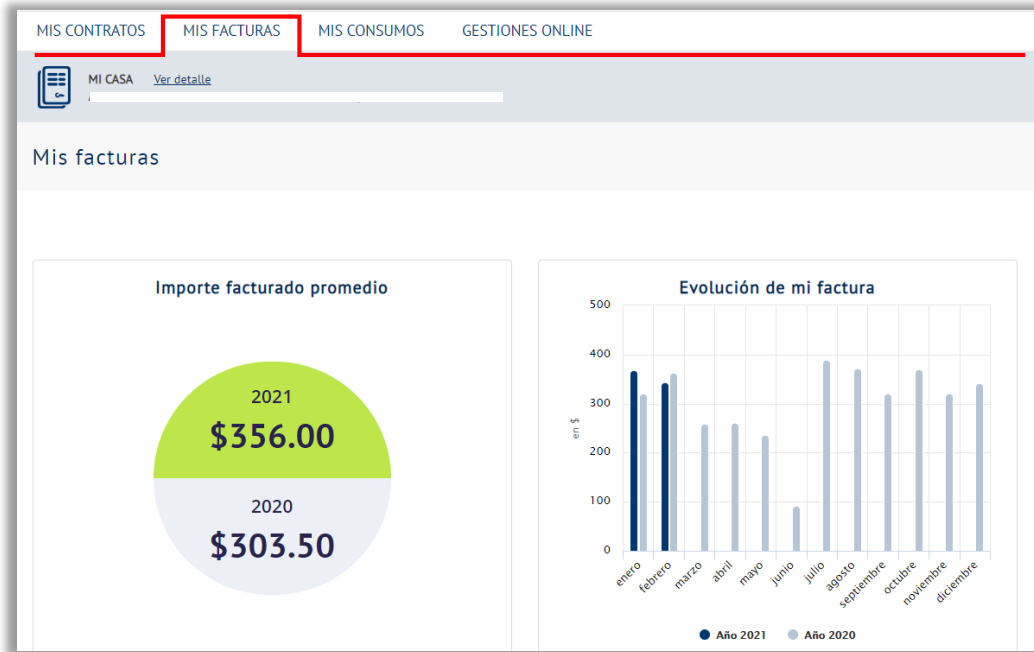 MIS CONTRATOS MIS FACTURAS MIS CONSUMOS GESTIONES ONLINE
MI CASA Ver detalle
Mis facturas
Importe facturado promedio
2021
$356.00
2020
$303.50
Evolución de mi factura
500
400
300
200
100
0
en $
enero febrero marzo abril mayo junio julio agosto septiembre octubre noviembre diciembre
Año 2021 Año 2020